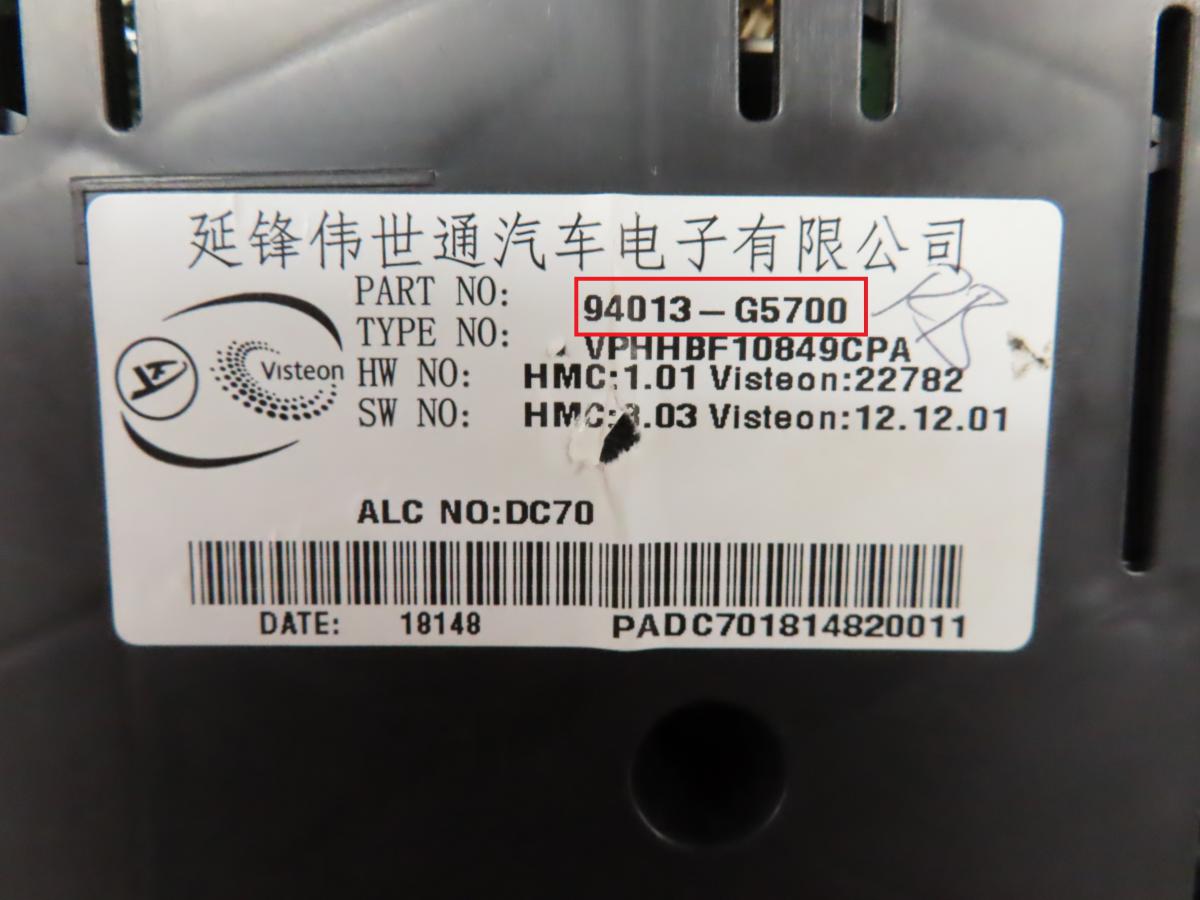 延锋伟世通汽车电子有限公司
PART NO: 94013-G5700
TYPE NO: VPHHBF10849CPA
Visteon
HW NO: HMC:1.01 Visteon:22782
SW NO: HMC:3.03 Visteon:12.12.01
ALC NO:DC70
DATE: 18148 PADC701814820011